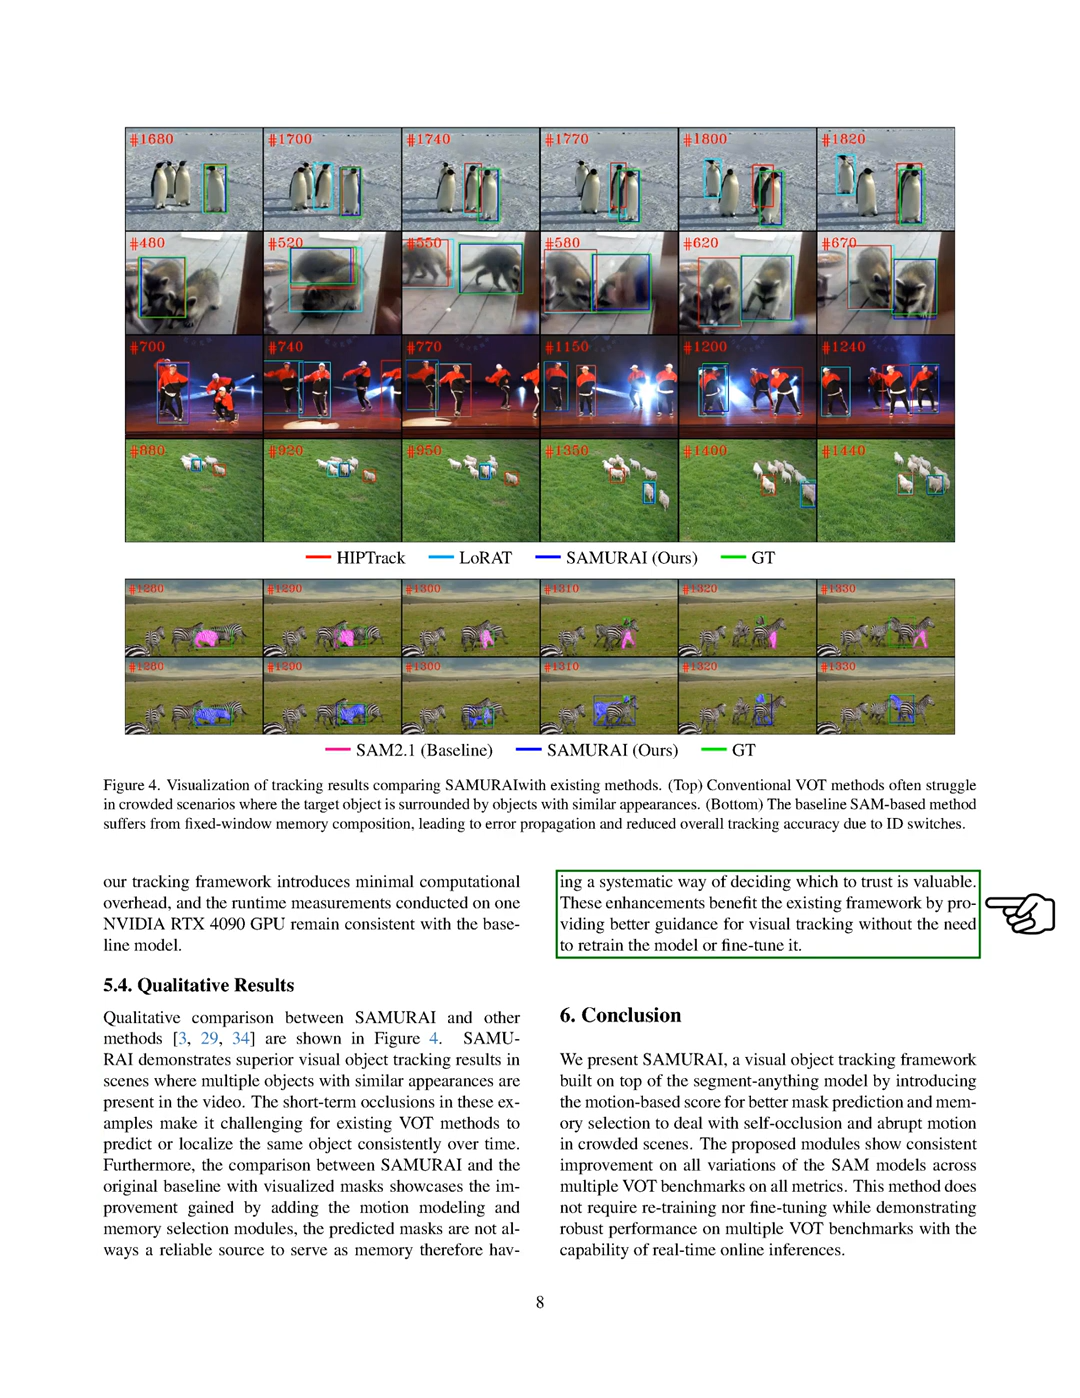 #1680 #1700 #1740 #1770 #1800 #1820
#480 #520 #550 #580 #620 #670
#700 #740 #770 #1150 #1200 #1240
#880 #920 #950 #1350 #1400 #1440
HIPTrack LoRAT SAMURAI (Ours) GT
#1280 #1290 #1300 #1310 #1320 #1330
#1280 #1290 #1300 #1310 #1320 #1330
SAM2.1 (Baseline) SAMURAI (Ours) GT
Figure 4. Visualization of tracking results comparing SAMURAIwith existing methods. (Top) Conventional VOT methods often struggle
in crowded scenarios where the target object is surrounded by objects with similar appearances. (Bottom) The baseline SAM-based method
suffers from fixed-window memory composition, leading to error propagation and reduced overall tracking accuracy due to ID switches.
our tracking framework introduces minimal computational
overhead, and the runtime measurements conducted on one
NVIDIA RTX 4090 GPU remain consistent with the base-
line model.
5.4. Qualitative Results
Qualitative comparison between SAMURAI and other
methods [3, 29, 34] are shown in Figure 4. SAMU-
RAI demonstrates superior visual object tracking results in
scenes where multiple objects with similar appearances are
present in the video. The short-term occlusions in these ex-
amples make it challenging for existing VOT methods to
predict or localize the same object consistently over time.
Furthermore, the comparison between SAMURAI and the
original baseline with visualized masks showcases the im-
provement gained by adding the motion modeling and
memory selection modules, the predicted masks are not al-
ways a reliable source to serve as memory therefore hav-
ing a systematic way of deciding which to trust is valuable.
These enhancements benefit the existing framework by pro-
viding better guidance for visual tracking without the need
to retrain the model or fine-tune it.
6. Conclusion
We present SAMURAI, a visual object tracking framework
built on top of the segment-anything model by introducing
the motion-based score for better mask prediction and mem-
ory selection to deal with self-occlusion and abrupt motion
in crowded scenes. The proposed modules show consistent
improvement on all variations of the SAM models across
multiple VOT benchmarks on all metrics. This method does
not require re-training nor fine-tuning while demonstrating
robust performance on multiple VOT benchmarks with the
capability of real-time online inferences.
8